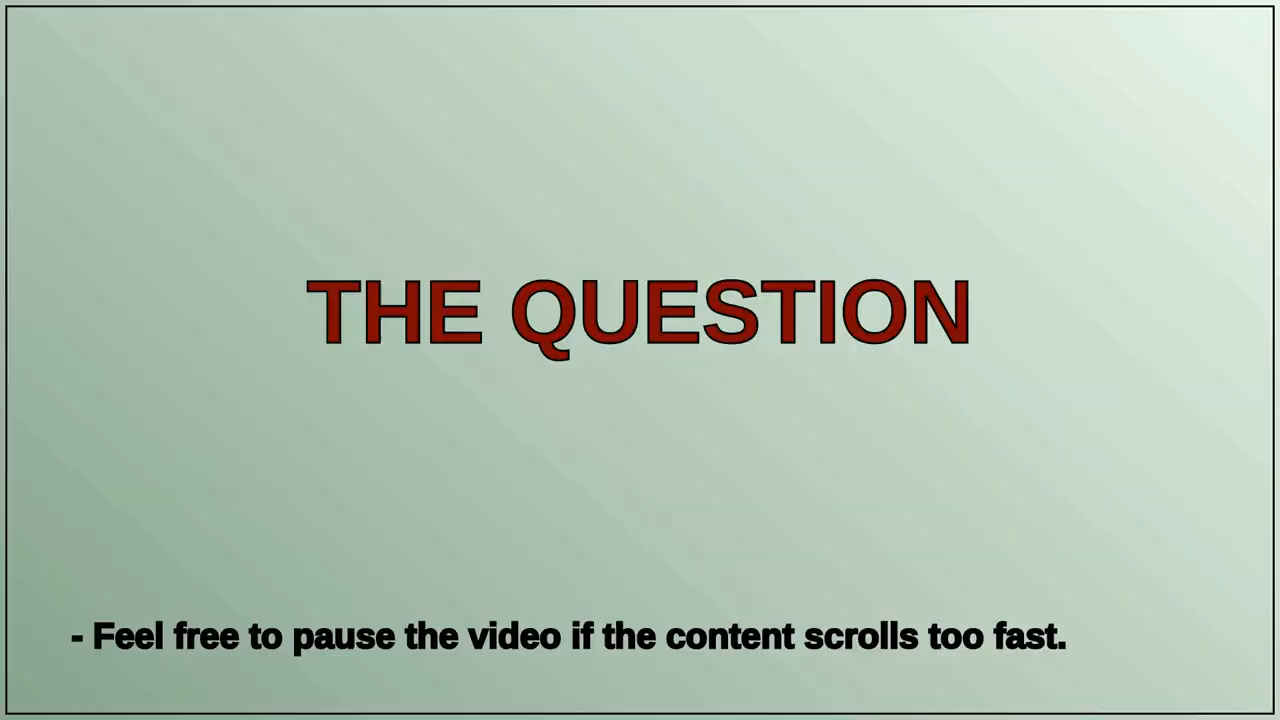 THE QUESTION
- Feel free to pause the video if the content scrolls too fast.